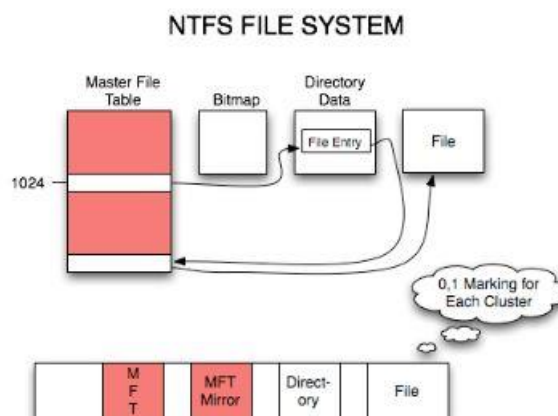 NTFS FILE SYSTEM
Master File
Table
Bitmap
Directory
Data
File Entry
File
1024
0,1 Marking for
Each Cluster
M
F
T
MFT
Mirror
Direct-
ory
File